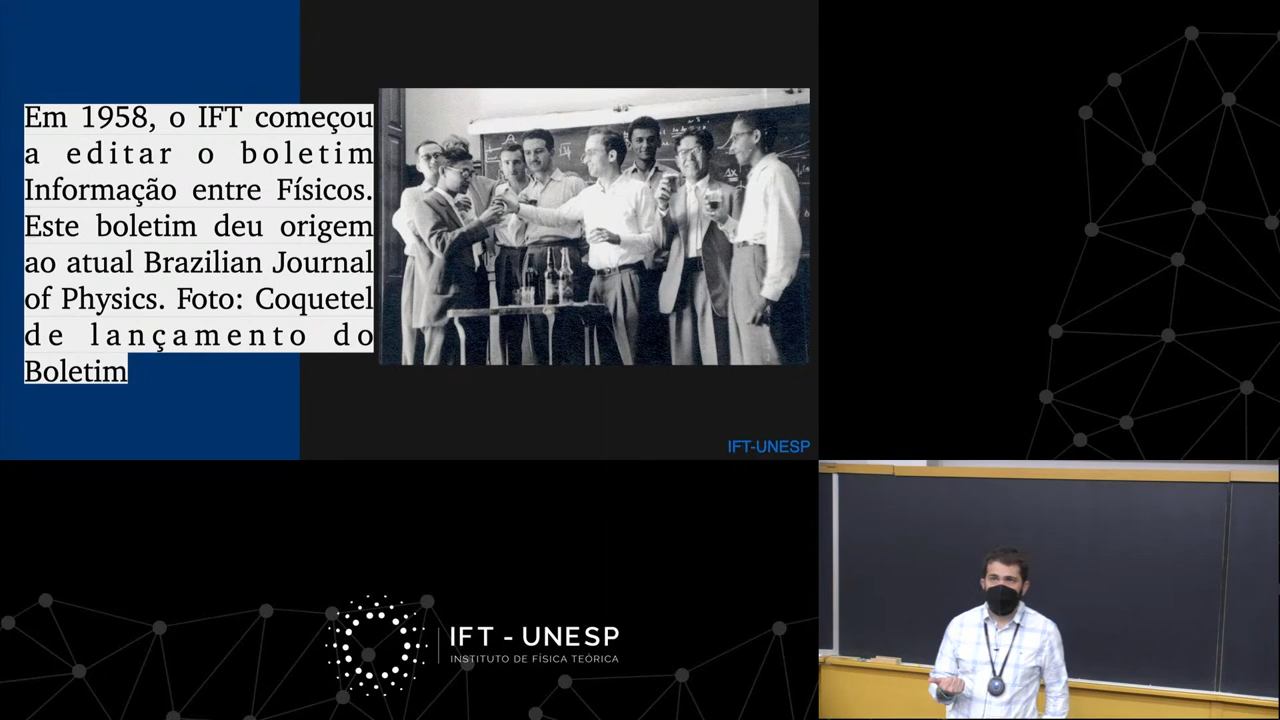 Em 1958, o IFT começou
a editar o boletim
Informação entre Físicos.
Este boletim deu origem
ao atual Brazilian Journal
of Physics. Foto: Coquetel
de lançamento do
Boletim
IFT-UNESP
IFT - UNESP
INSTITUTO DE FÍSICA TEÓRICA